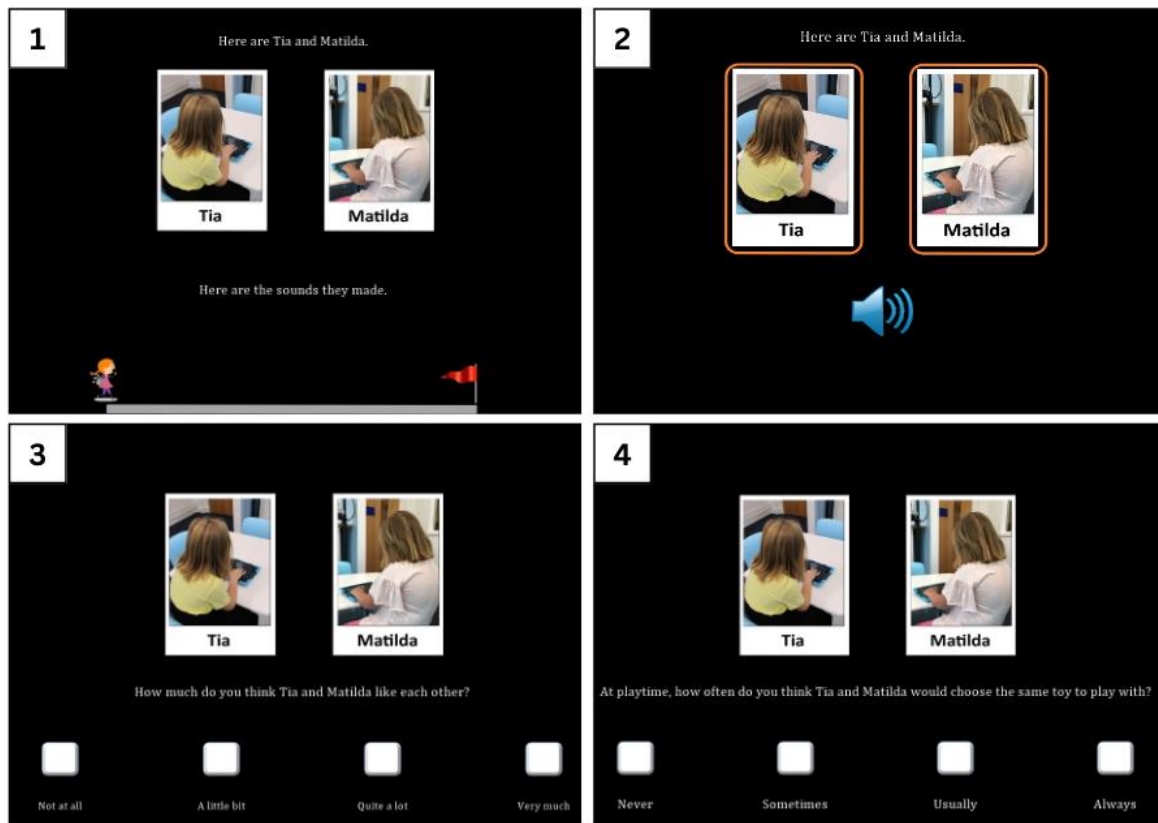 1
Here are Tia and Matilda.
Tia
Matilda
Here are the sounds they made.
2
Here are Tia and Matilda.
Tia
Matilda
3
Tia
Matilda
How much do you think Tia and Matilda like each other?
Not at all
A little bit
Quite a lot
Very much
4
Tia
Matilda
At playtime, how often do you think Tia and Matilda would choose the same toy to play with?
Never
Sometimes
Usually
Always